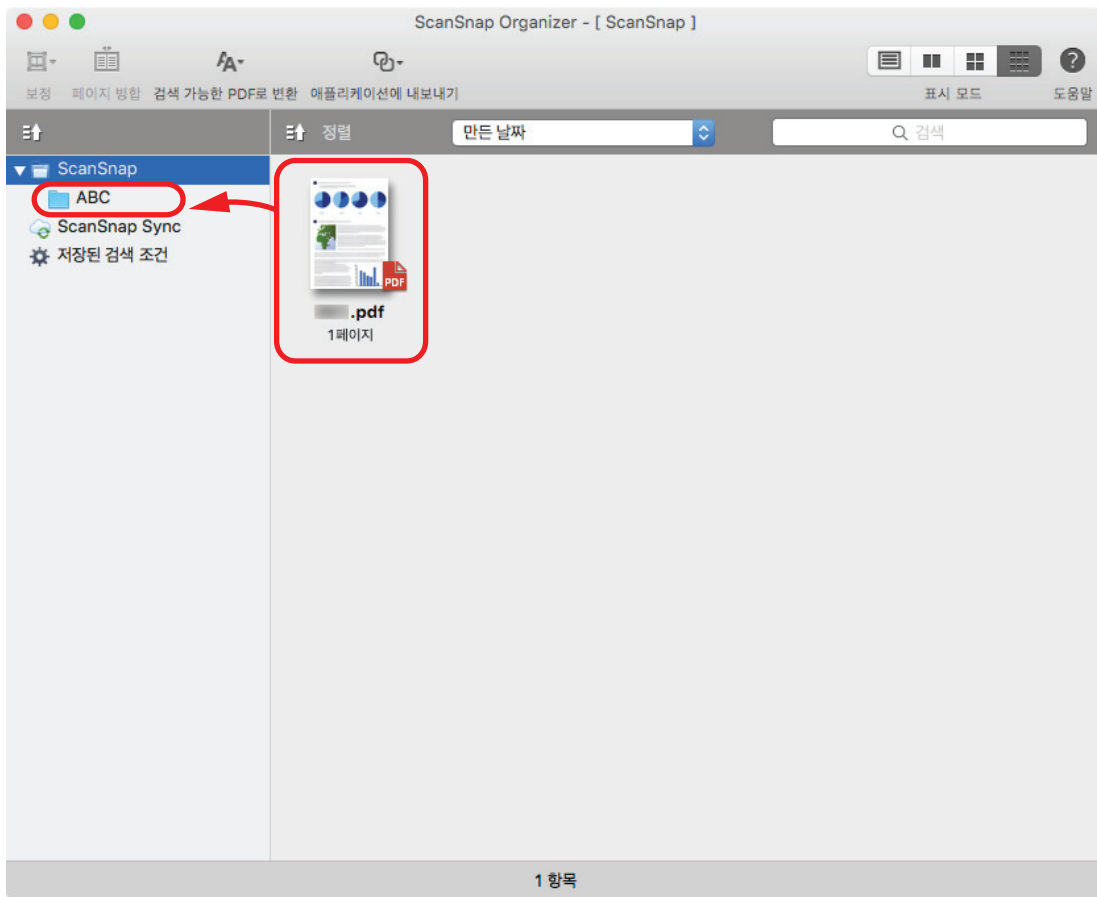 ScanSnap Organizer - [ ScanSnap ]
보정 페이지 병합 검색 가능한 PDF로 변환 애플리케이션에 내보내기 표시 모드 도움말
정렬 만든 날짜 검색
ScanSnap
ABC
ScanSnap Sync
저장된 검색 조건
PDF
.pdf
1페이지
1 항목